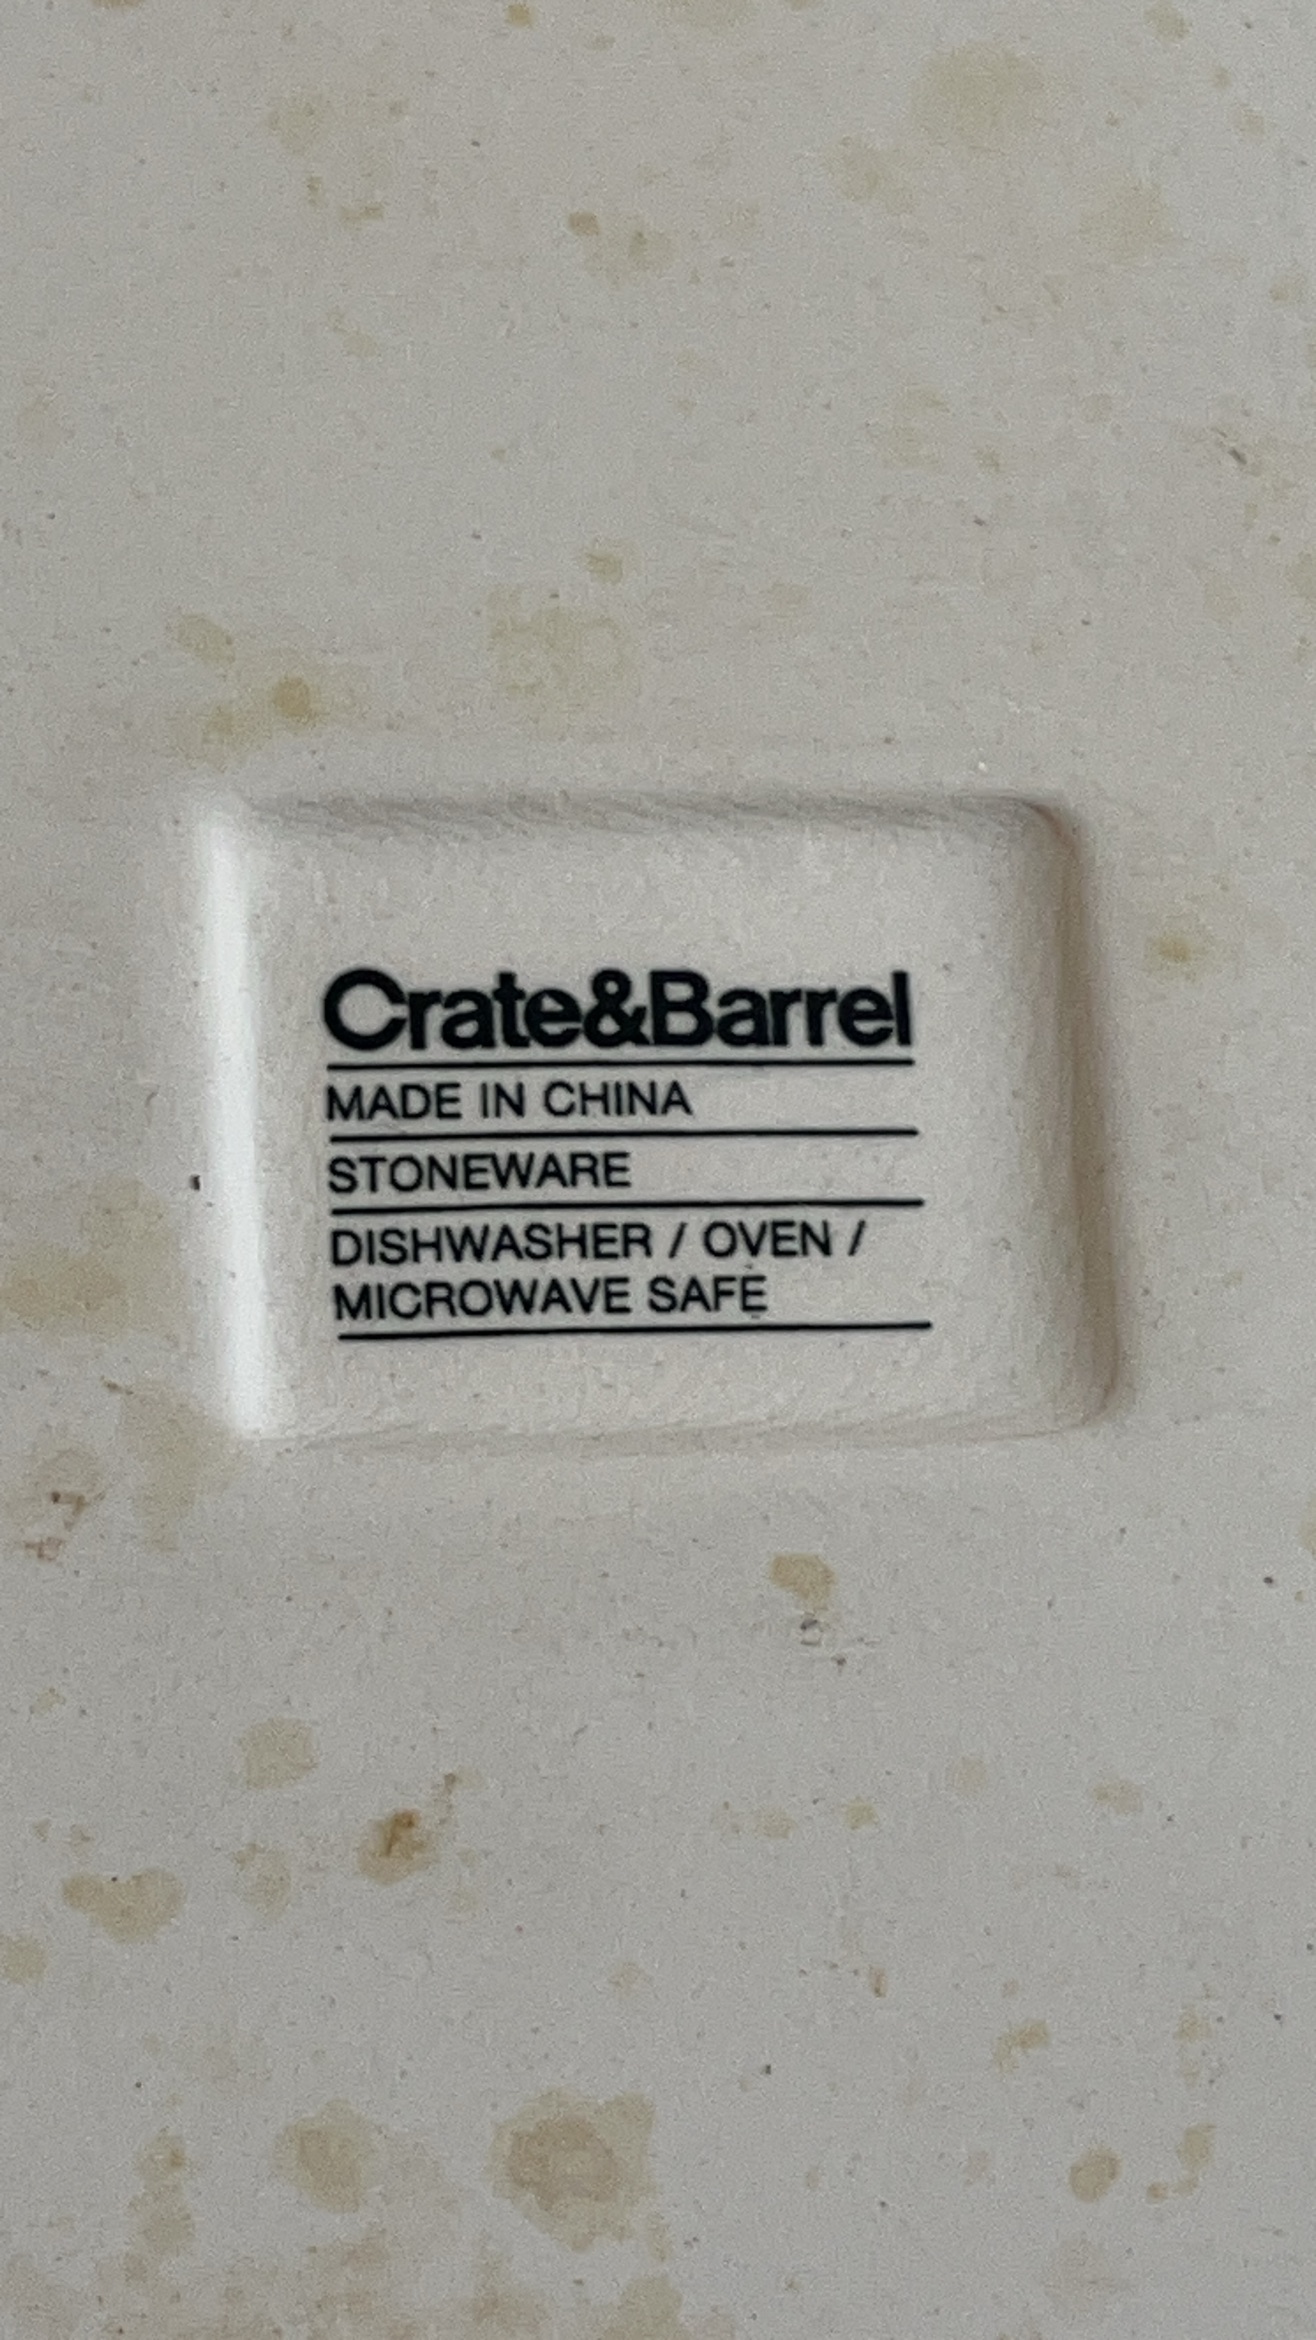 Crate&Barrel
MADE IN CHINA
STONEWARE
DISHWASHER / OVEN /
MICROWAVE SAFE